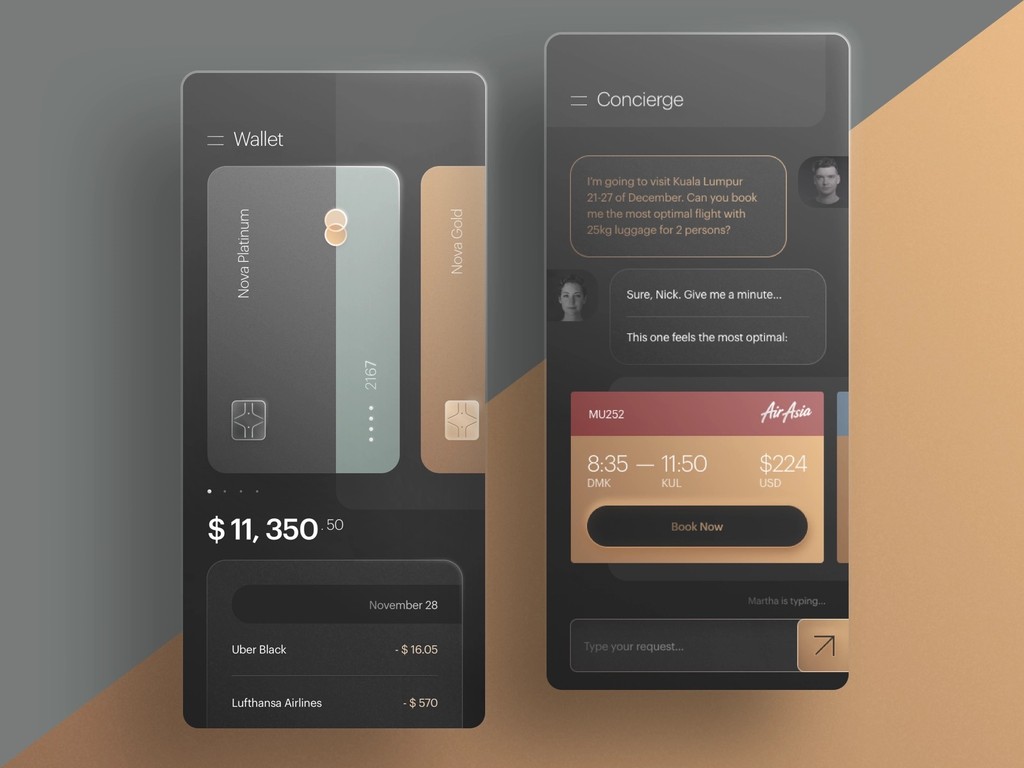 Wallet
Nova Platinum
2167
Nova Gold
$ 11, 350 .50
November 28
Uber Black - $ 16.05
Lufthansa Airlines - $ 570
Concierge
I'm going to visit Kuala Lumpur
21-27 of December. Can you book
me the most optimal flight with
25kg luggage for 2 persons?
Sure, Nick. Give me a minute...
This one feels the most optimal:
MU252 AirAsia
8:35 — 11:50 $224
DMK KUL USD
Book Now
Martha is typing...
Type your request...